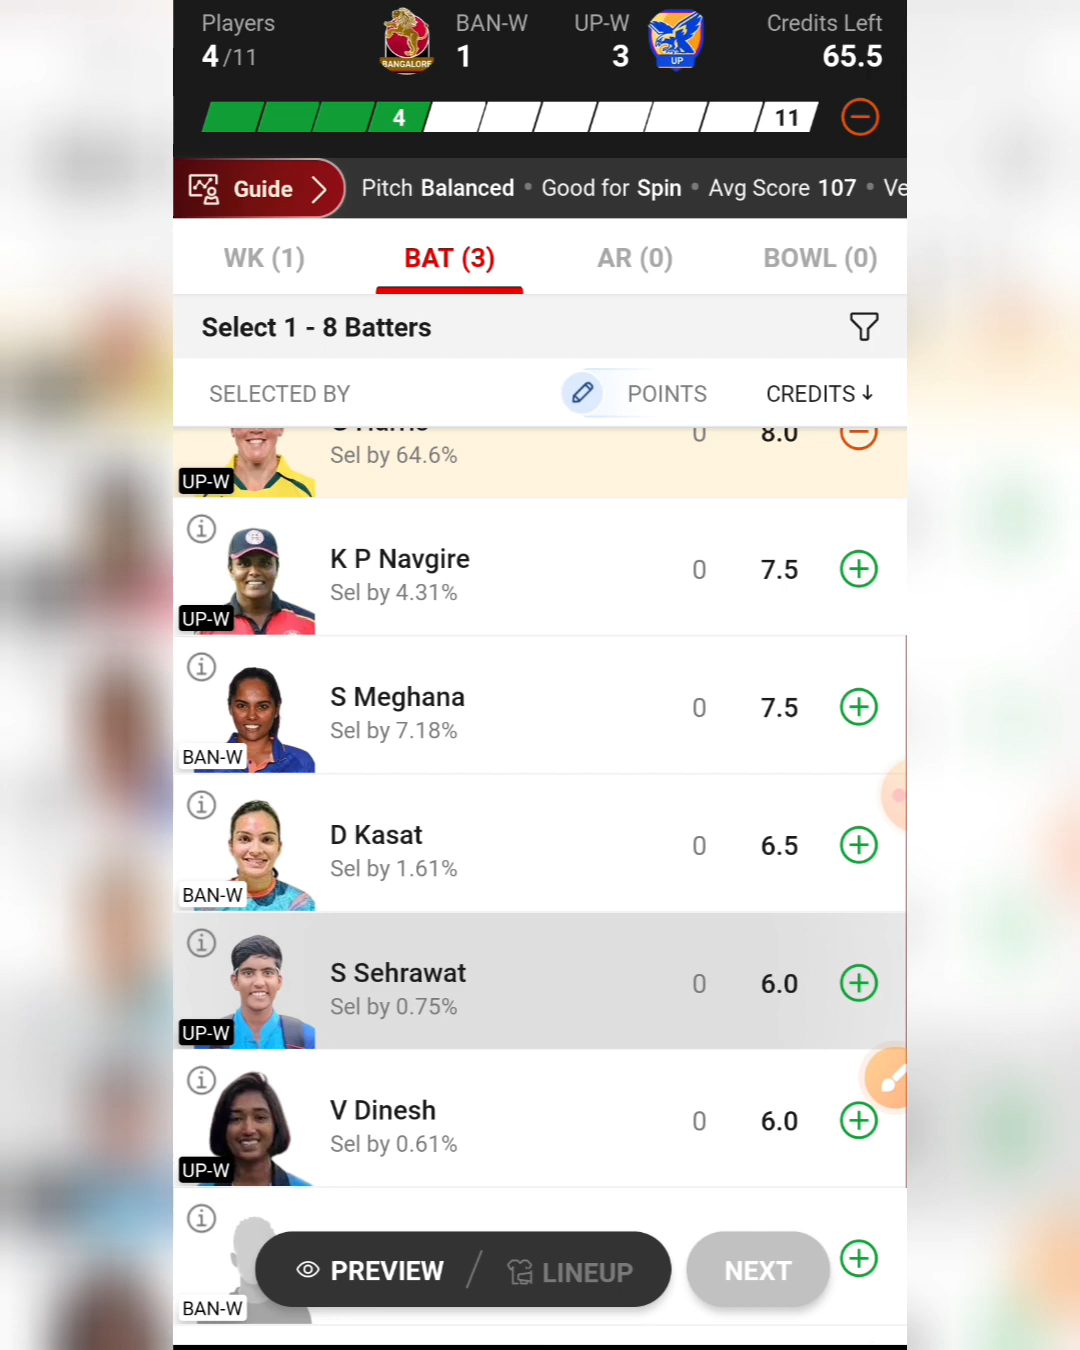 Players
4/11
BANGALORE
BAN-W
1
UP-W
3
UP
Credits Left
65.5
4
11
Guide
Pitch Balanced • Good for Spin • Avg Score 107 • Ve
WK (1)
BAT (3)
AR (0)
BOWL (0)
Select 1 - 8 Batters
SELECTED BY
POINTS
CREDITS↓
Sel by 64.6%
0
8.0
UP-W
K P Navgire
Sel by 4.31%
0
7.5
UP-W
S Meghana
Sel by 7.18%
0
7.5
BAN-W
D Kasat
Sel by 1.61%
0
6.5
BAN-W
S Sehrawat
Sel by 0.75%
0
6.0
UP-W
V Dinesh
Sel by 0.61%
0
6.0
UP-W
PREVIEW / LINEUP
NEXT
BAN-W